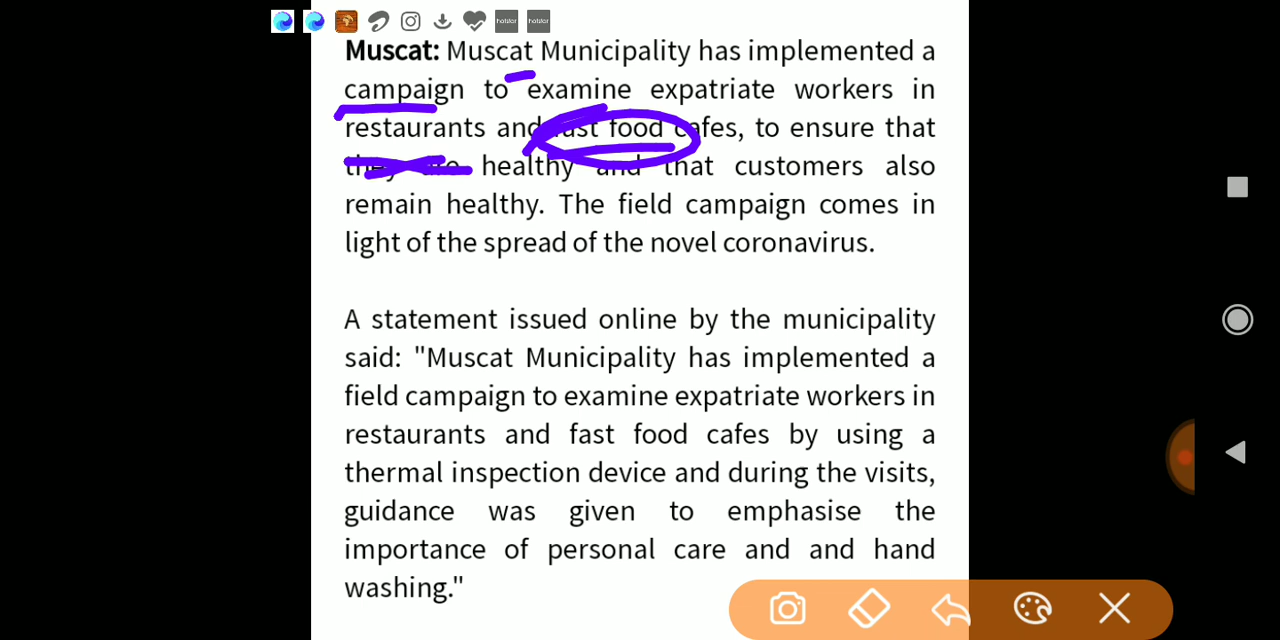 hotstar hotstar
Muscat: Muscat Municipality has implemented a
campaign to examine expatriate workers in
restaurants and fast food cafes, to ensure that
they are healthy and that customers also
remain healthy. The field campaign comes in
light of the spread of the novel coronavirus.
A statement issued online by the municipality
said: "Muscat Municipality has implemented a
field campaign to examine expatriate workers in
restaurants and fast food cafes by using a
thermal inspection device and during the visits,
guidance was given to emphasise the
importance of personal care and and hand
washing."